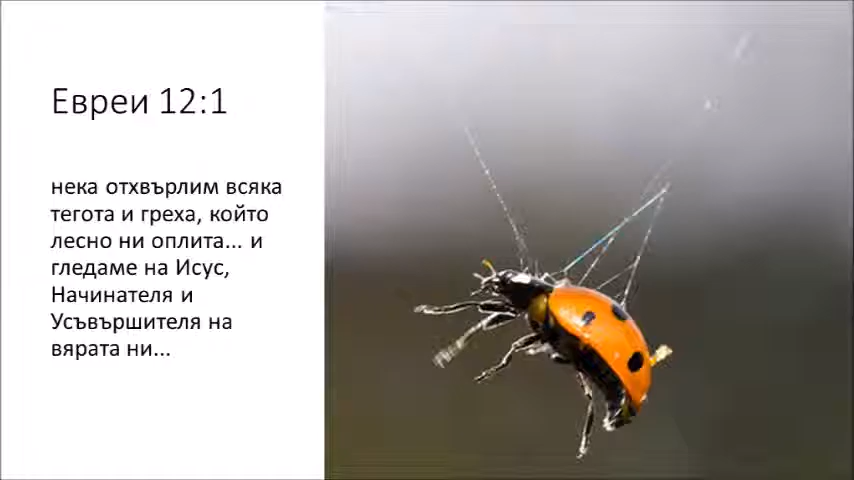 Евреи 12:1
нека отхвърлим всяка
тегота и греха, който
лесно ни оплита... и
гледаме на Исус,
Начинателя и
Усъвършителя на
вярата ни...